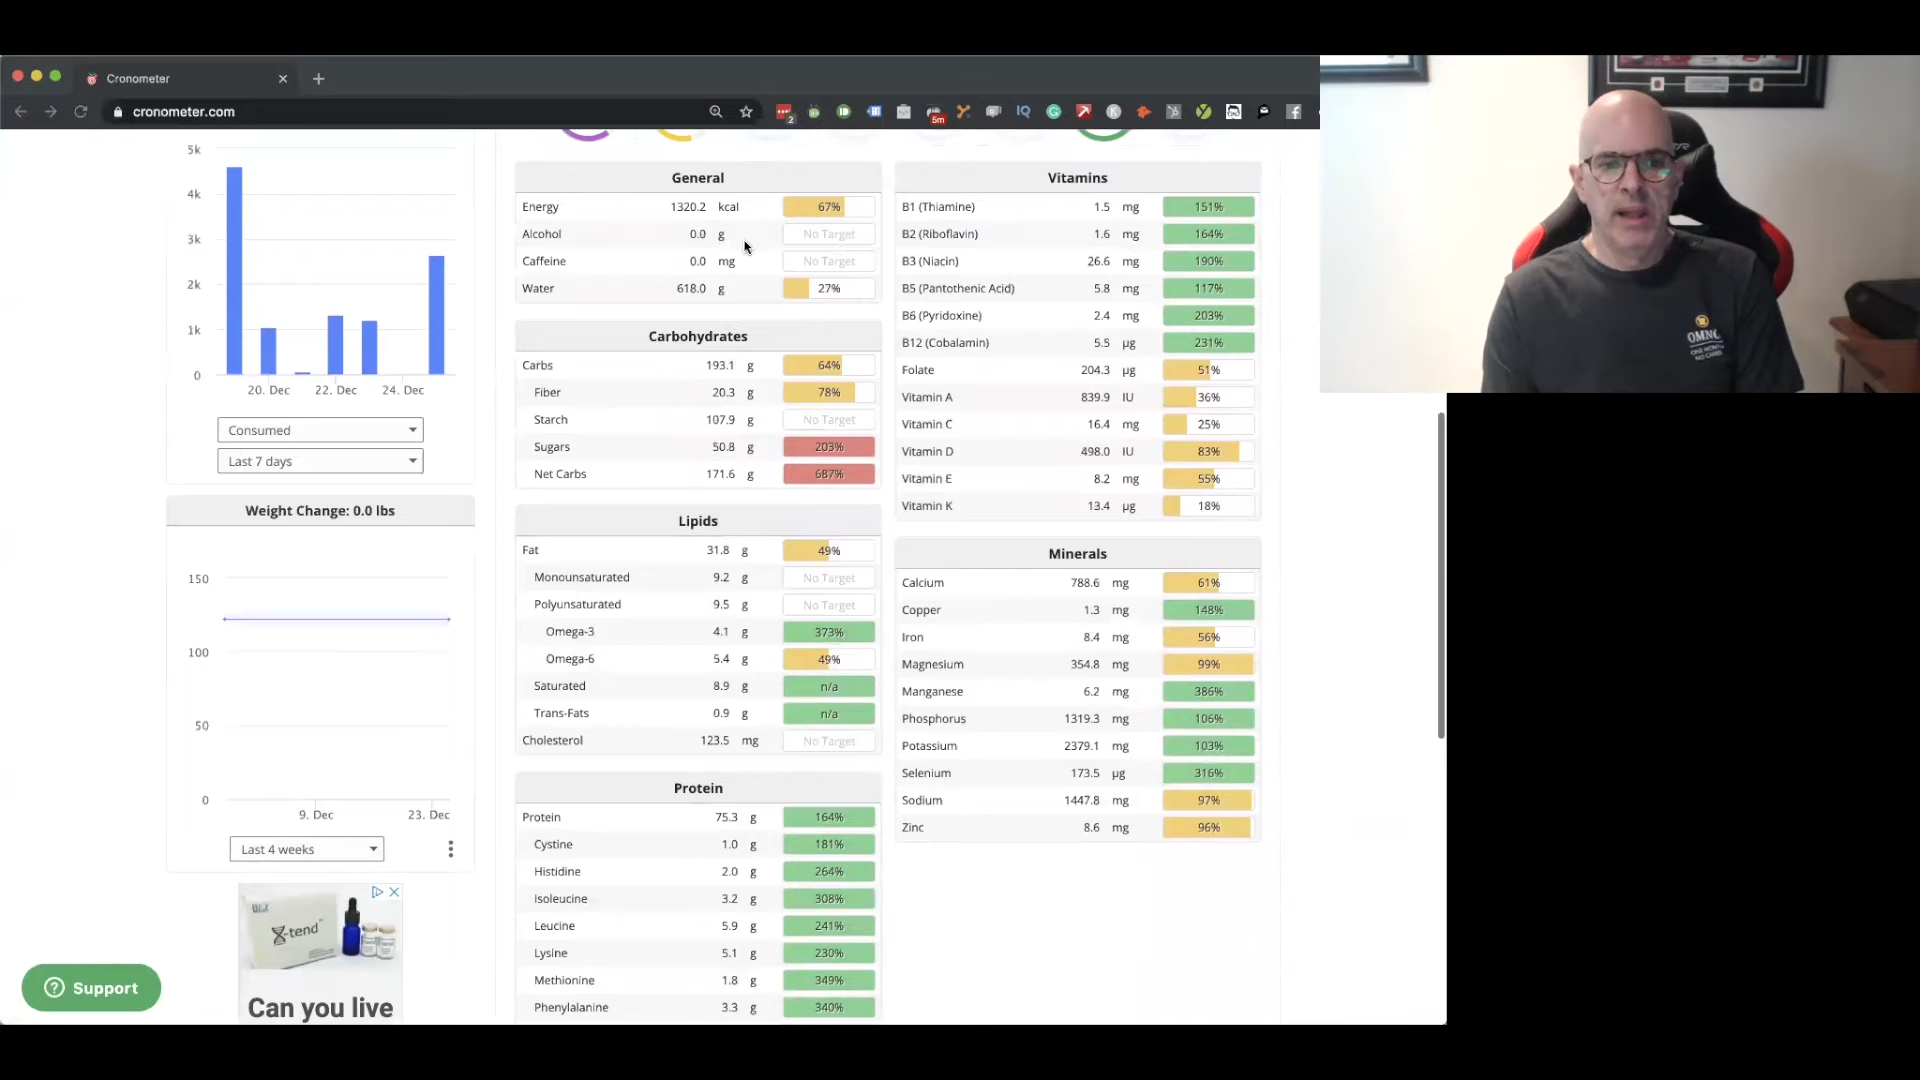 Cronometer
cronometer.com
2
5m
IQ
5k
4k
3k
2k
1k
0
20. Dec
22. Dec
24. Dec
Consumed
Last 7 days
Weight Change: 0.0 lbs
150
100
50
0
9. Dec
23. Dec
Last 4 weeks
X-tend
Can you live
Support
General
Energy 1320.2 kcal 67%
Alcohol 0.0 g No Target
Caffeine 0.0 mg No Target
Water 618.0 g 27%
Carbohydrates
Carbs 193.1 g 64%
Fiber 20.3 g 78%
Starch 107.9 g No Target
Sugars 50.8 g 203%
Net Carbs 171.6 g 687%
Lipids
Fat 31.8 g 49%
Monounsaturated 9.2 g No Target
Polyunsaturated 9.5 g No Target
Omega-3 4.1 g 373%
Omega-6 5.4 g 49%
Saturated 8.9 g n/a
Trans-Fats 0.9 g n/a
Cholesterol 123.5 mg No Target
Protein
Protein 75.3 g 164%
Cystine 1.0 g 181%
Histidine 2.0 g 264%
Isoleucine 3.2 g 308%
Leucine 5.9 g 241%
Lysine 5.1 g 230%
Methionine 1.8 g 349%
Phenylalanine 3.3 g 340%
Vitamins
B1 (Thiamine) 1.5 mg 151%
B2 (Riboflavin) 1.6 mg 164%
B3 (Niacin) 26.6 mg 190%
B5 (Pantothenic Acid) 5.8 mg 117%
B6 (Pyridoxine) 2.4 mg 203%
B12 (Cobalamin) 5.5 µg 231%
Folate 204.3 µg 51%
Vitamin A 839.9 IU 36%
Vitamin C 16.4 mg 25%
Vitamin D 498.0 IU 83%
Vitamin E 8.2 mg 55%
Vitamin K 13.4 µg 18%
Minerals
Calcium 788.6 mg 61%
Copper 1.3 mg 148%
Iron 8.4 mg 56%
Magnesium 354.8 mg 99%
Manganese 6.2 mg 386%
Phosphorus 1319.3 mg 106%
Potassium 2379.1 mg 103%
Selenium 173.5 µg 316%
Sodium 1447.8 mg 97%
Zinc 8.6 mg 96%
OMNC
ONE MONTH
NO CARBS